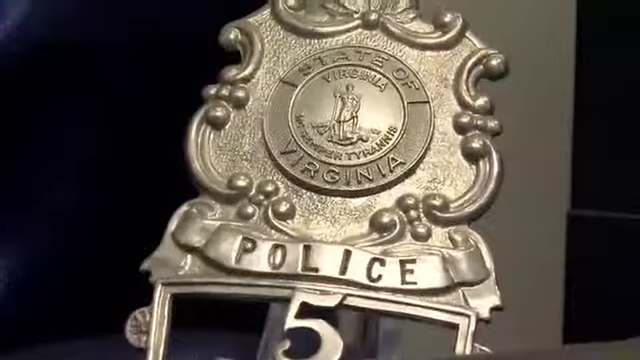 STATE OF
VIRGINIA
SIC SEMPER TYRANNIS
VIRGINIA
POLICE
5